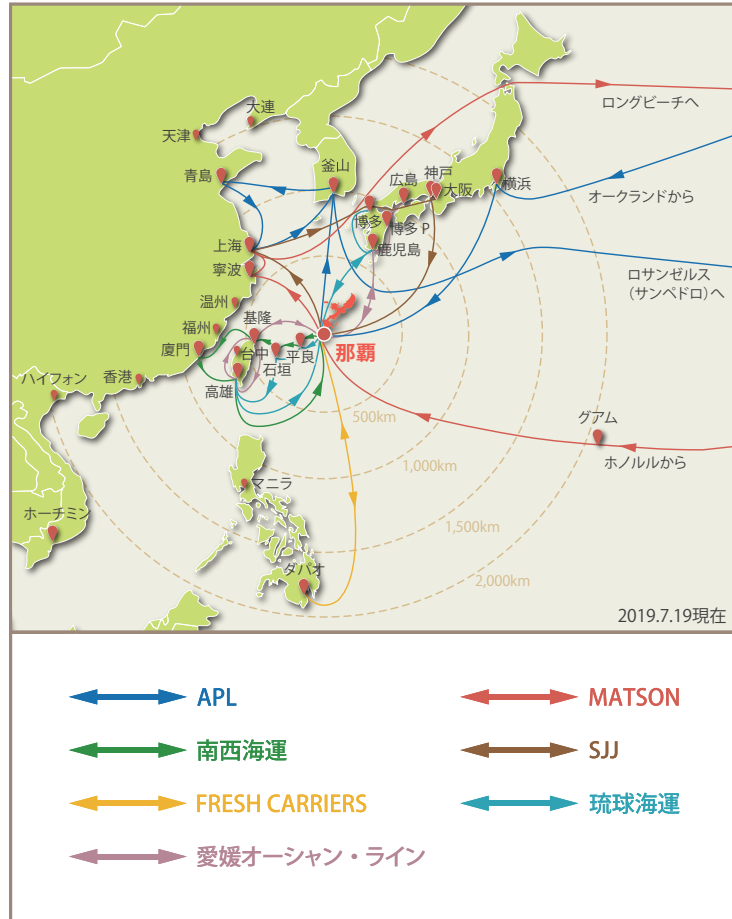 ロングビーチへ
大連
天津
釜山
神戸
青島
広島
大阪
横浜
オークランドから
博多
博多 P
上海
鹿児島
寧波
ロサンゼルス
（サンペドロ）へ
温州
基隆
福州
那覇
廈門
台中
平良
石垣
ハイフォン
香港
高雄
500km
グアム
1,000km
ホノルルから
マニラ
ホーチミン
1,500km
ダバオ
2,000km
2019.7.19現在
APL
MATSON
南西海運
SJJ
FRESH CARRIERS
琉球海運
愛媛オーシャン・ライン